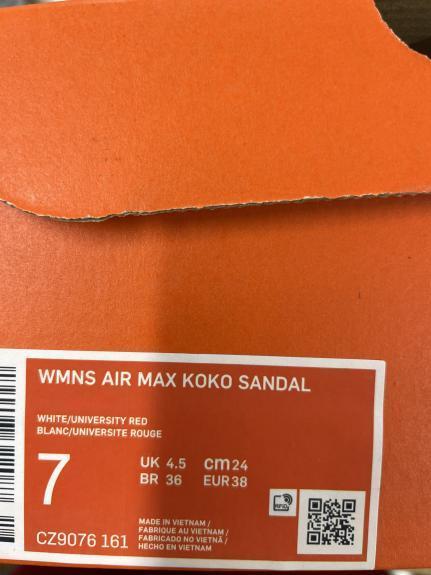 WMNS AIR MAX KOKO SANDAL
WHITE/UNIVERSITY RED
BLANC/UNIVERSITE ROUGE
7
UK 4.5 cm 24
BR 36 EUR 38
RFID
CZ9076 161
MADE IN VIETNAM /
FABRIQUE AU VIETNAM /
FABRICADO NO VIETNÃ /
HECHO EN VIETNAM